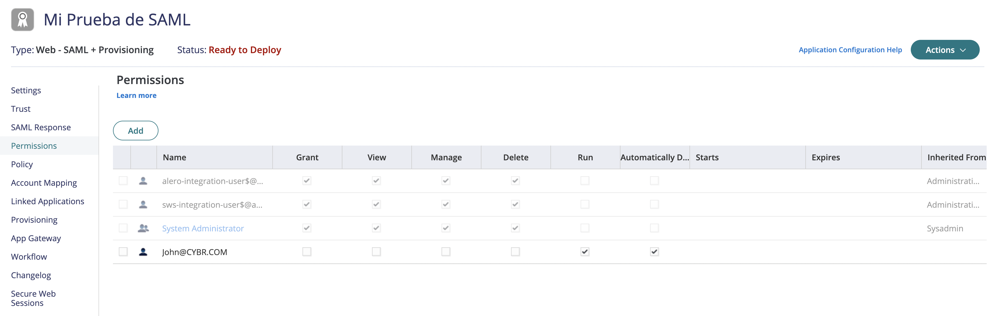 Mi Prueba de SAML
Type: Web - SAML + Provisioning Status: Ready to Deploy Application Configuration Help Actions
Permissions
Learn more
Settings
Trust
SAML Response
Permissions
Policy
Account Mapping
Linked Applications
Provisioning
App Gateway
Workflow
Changelog
Secure Web
Sessions
Add
Name Grant View Manage Delete Run Automatically D... Starts Expires Inherited From
alero-integration-user$@... Administrati...
sws-integration-user$@a... Administrati...
System Administrator Sysadmin
John@CYBR.COM